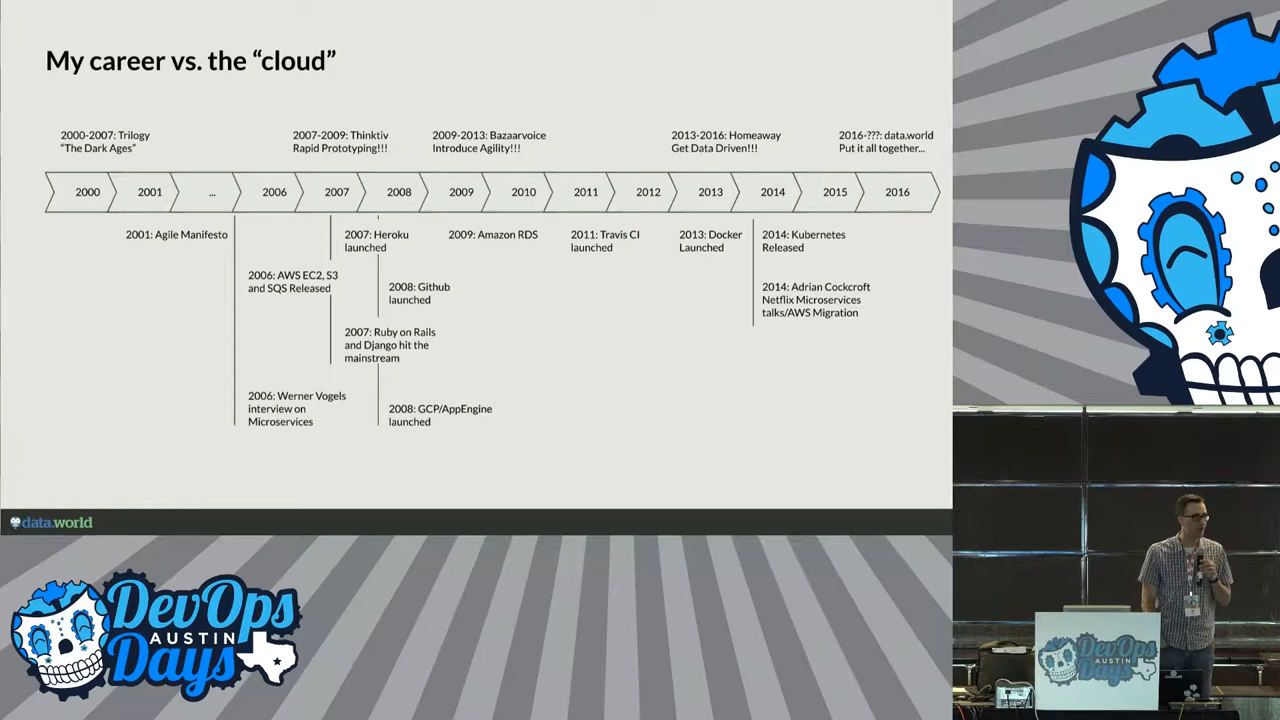 My career vs. the “cloud”
2000-2007: Trilogy
“The Dark Ages”
2007-2009: Thinktiv
Rapid Prototyping!!!
2009-2013: Bazaarvoice
Introduce Agility!!!
2013-2016: Homeaway
Get Data Driven!!!
2016-???: data.world
Put it all together...
2000 2001 ... 2006 2007 2008 2009 2010 2011 2012 2013 2014 2015 2016
2001: Agile Manifesto
2006: AWS EC2, S3
and SQS Released
2006: Werner Vogels
interview on
Microservices
2007: Heroku
launched
2007: Ruby on Rails
and Django hit the
mainstream
2008: Github
launched
2008: GCP/AppEngine
launched
2009: Amazon RDS
2011: Travis CI
launched
2013: Docker
Launched
2014: Kubernetes
Released
2014: Adrian Cockcroft
Netflix Microservices
talks/AWS Migration
data.world
DevOps
AUSTIN
Days
DevOps
AUSTIN
Days